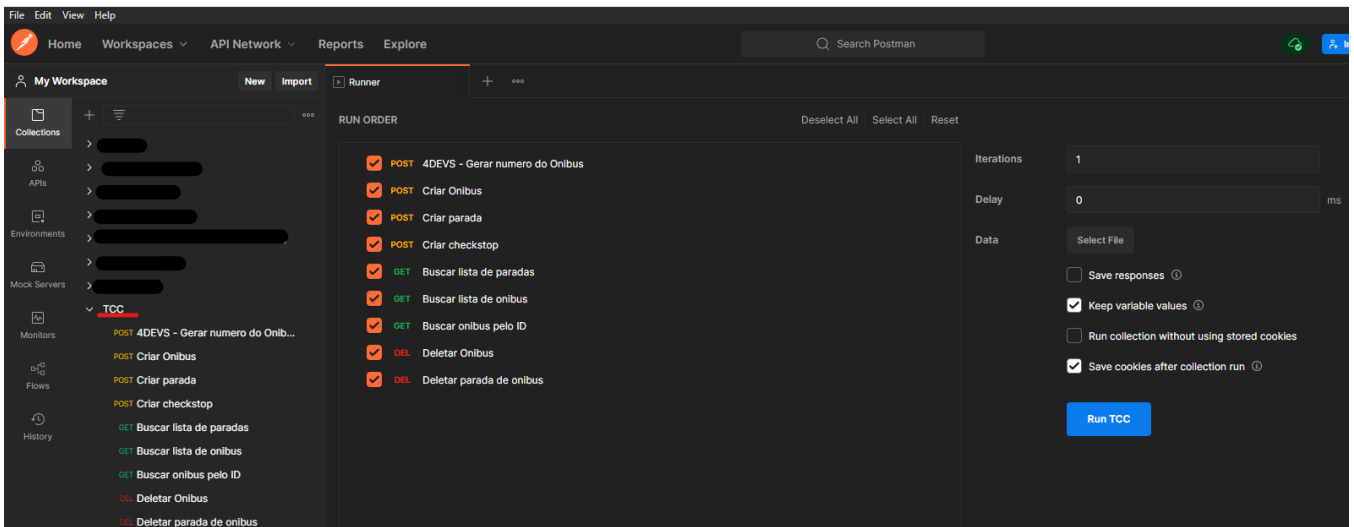 File Edit View Help
Home Workspaces API Network Reports Explore Search Postman
My Workspace New Import Runner
Collections
APIs
Environments
Mock Servers
Monitors
Flows
History
TCC
POST 4DEVS - Gerar numero do Onib...
POST Criar Onibus
POST Criar parada
POST Criar checkstop
GET Buscar lista de paradas
GET Buscar lista de onibus
GET Buscar onibus pelo ID
DEL Deletar Onibus
DEL Deletar parada de onibus
RUN ORDER Deselect All Select All Reset
POST 4DEVS - Gerar numero do Onibus
POST Criar Onibus
POST Criar parada
POST Criar checkstop
GET Buscar lista de paradas
GET Buscar lista de onibus
GET Buscar onibus pelo ID
DEL Deletar Onibus
DEL Deletar parada de onibus
Iterations 1
Delay 0 ms
Data Select File
Save responses
Keep variable values
Run collection without using stored cookies
Save cookies after collection run
Run TCC